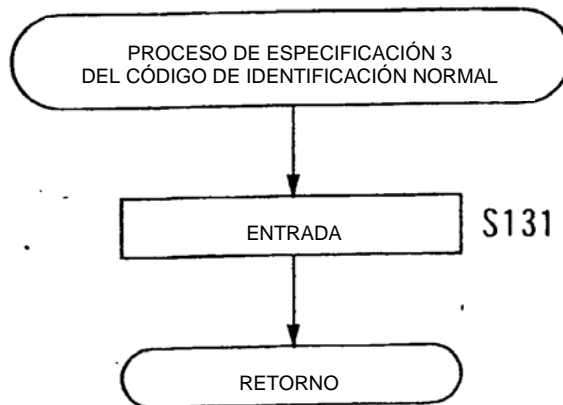 PROCESO DE ESPECIFICACIÓN 3
DEL CÓDIGO DE IDENTIFICACIÓN NORMAL
ENTRADA
S131
RETORNO